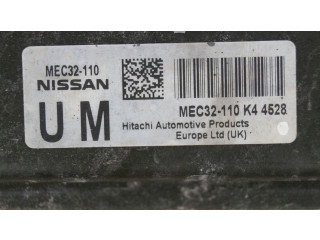 MEC32-110
NISSAN
UM
MEC32-110 K4 4528
Hitachi Automotive Products
Europe Ltd (UK)